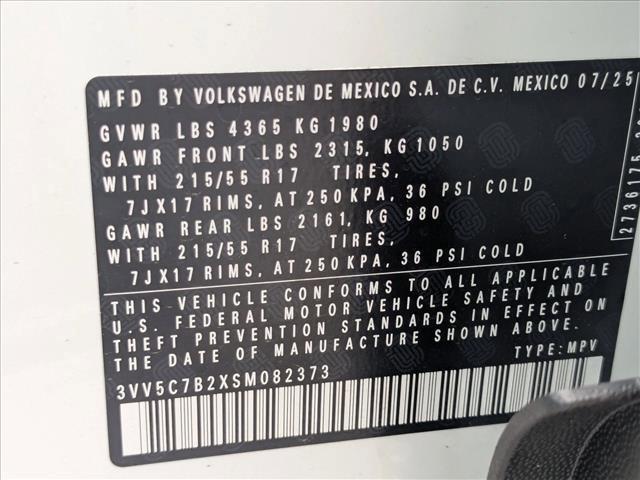 MFD BY VOLKSWAGEN DE MEXICO S.A. DE C.V. MEXICO 07/25
GVWR LBS 4365 KG 1980
GAWR FRONT LBS 2315, KG 1050
WITH 215/55 R17 TIRES,
7JX17 RIMS, AT 250 KPA, 36 PSI COLD
GAWR REAR LBS 2161, KG 980
WITH 215/55 R17 TIRES,
7JX17 RIMS, AT 250 KPA, 36 PSI COLD
THIS VEHICLE CONFORMS TO ALL APPLICABLE
U.S. FEDERAL MOTOR VEHICLE SAFETY AND
THEFT PREVENTION STANDARDS IN EFFECT ON
THE DATE OF MANUFACTURE SHOWN ABOVE.
3VV5C7B2XSM082373 TYPE: MPV